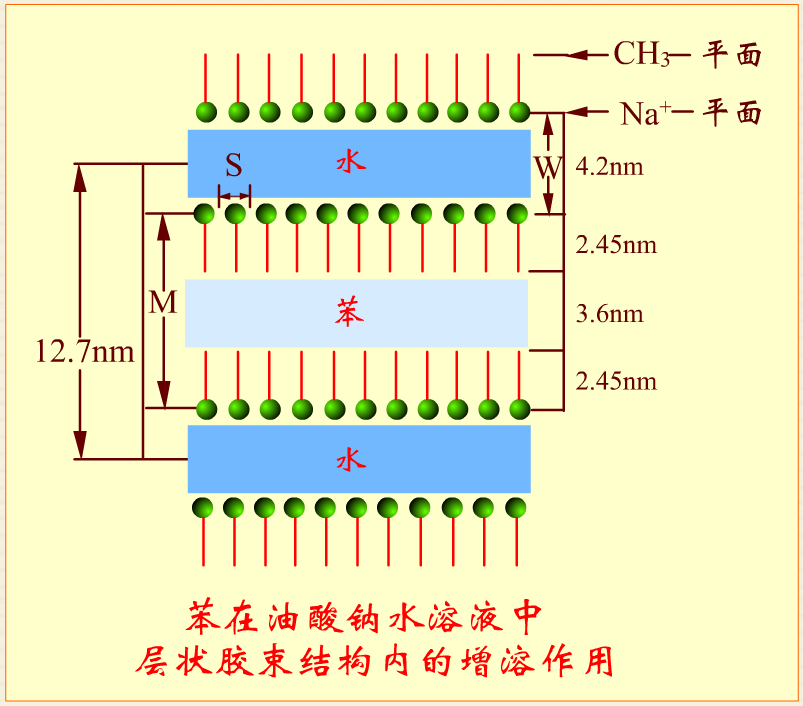 CH₃ 平面
Na⁺ 平面
水
S
W
4.2nm
2.45nm
M
苯
3.6nm
12.7nm
2.45nm
水
苯在油酸钠水溶液中
层状胶束结构内的增溶作用